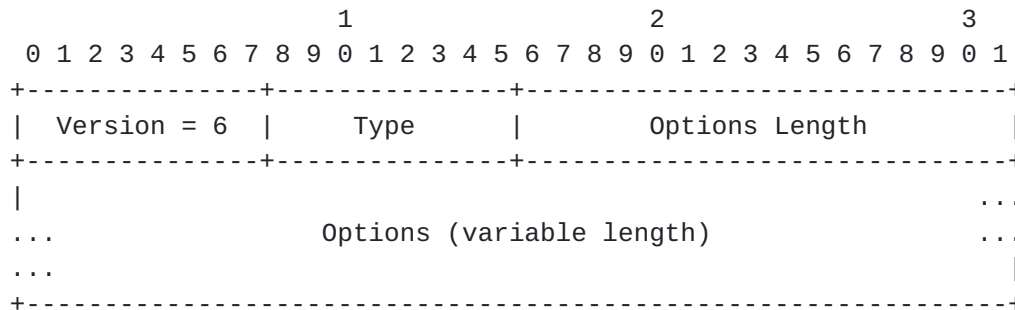 1                   2                   3
 0 1 2 3 4 5 6 7 8 9 0 1 2 3 4 5 6 7 8 9 0 1 2 3 4 5 6 7 8 9 0 1
+---------------+---------------+-------------------------------+
|  Version = 6  |     Type      |        Options Length         |
+---------------+---------------+-------------------------------+
|                                                             ...
...                 Options (variable length)                 ...
...                                                             |
+---------------------------------------------------------------+